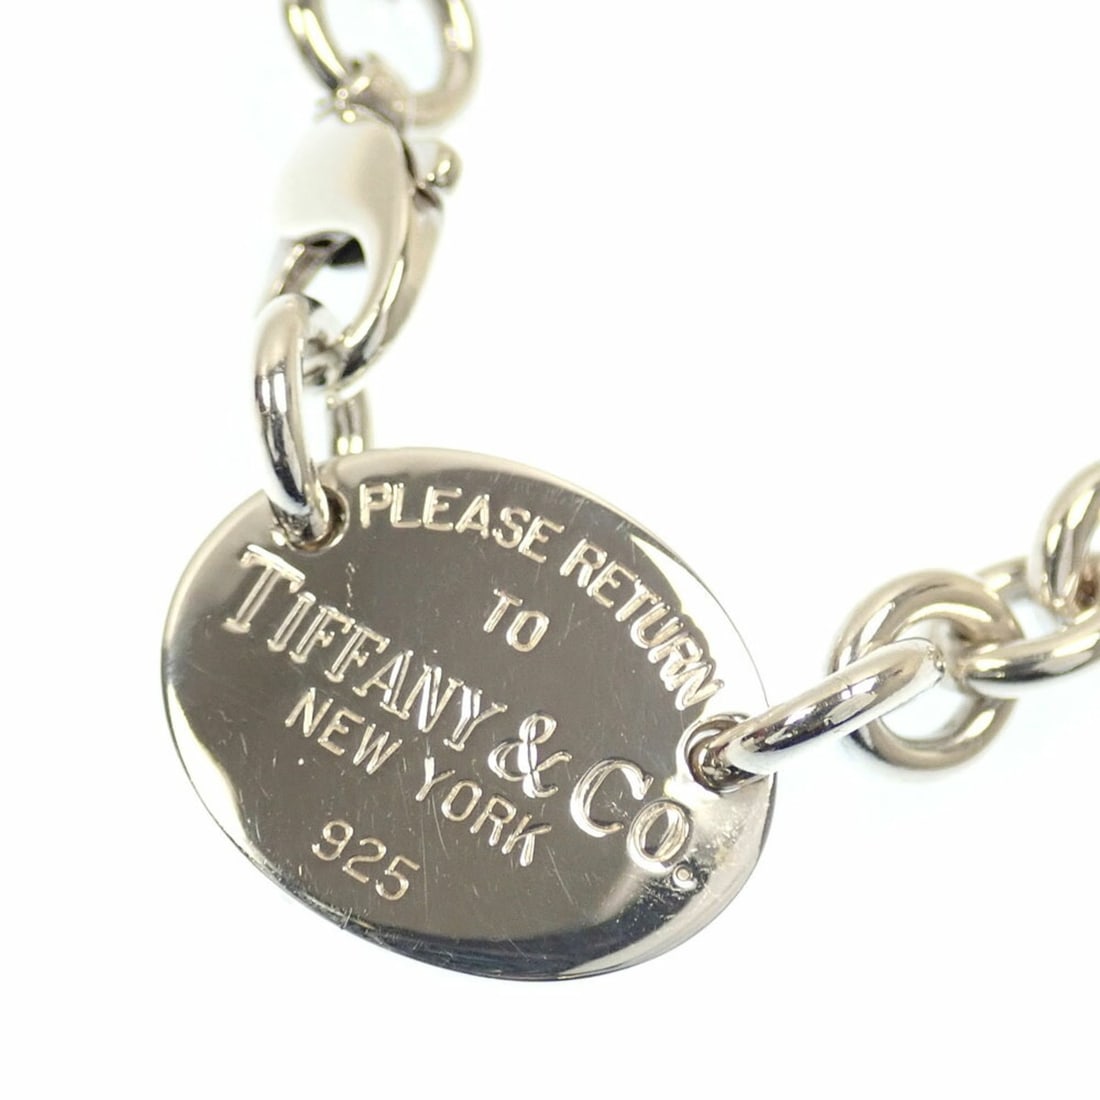 PLEASE RETURN
TO
TIFFANY & CO.
NEW YORK
925